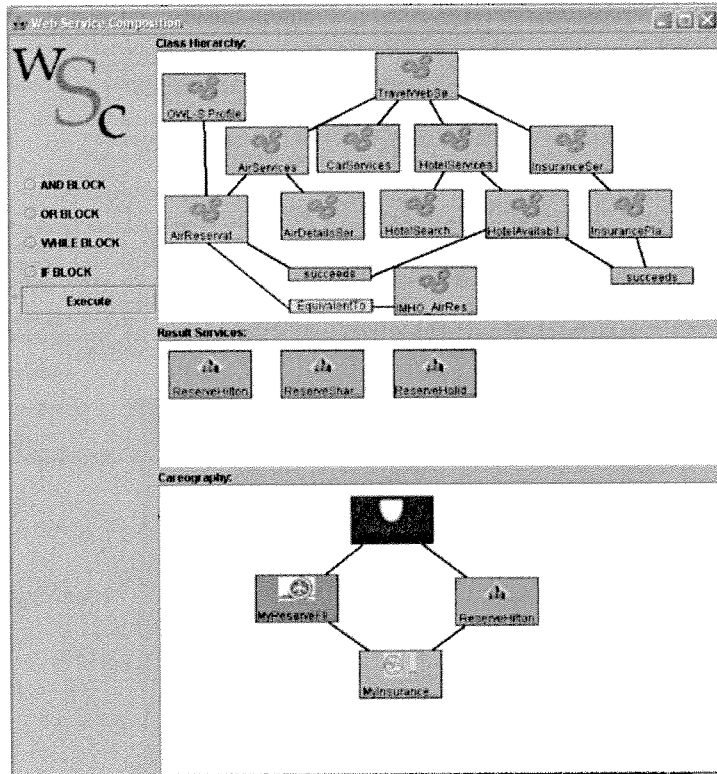 Web Service Composition
WSC
AND BLOCK
OR BLOCK
WHILE BLOCK
IF BLOCK
Execute
Class Hierarchy:
TravelWebSe..
OWL-S Profile
AirServices
CarServices
HotelServices
InsuranceSer..
AirReservat..
AirDetailsSer..
HotelSearch..
HotelAvailabil..
InsurancePla..
succeeds
succeeds
EquivalentTo
MHO_AirRes..
Result Services:
ReserveHilton
ReserveShar..
ReserveHolid..
Careography:
MyReserveFli..
ReserveHilton
MyInsurance..